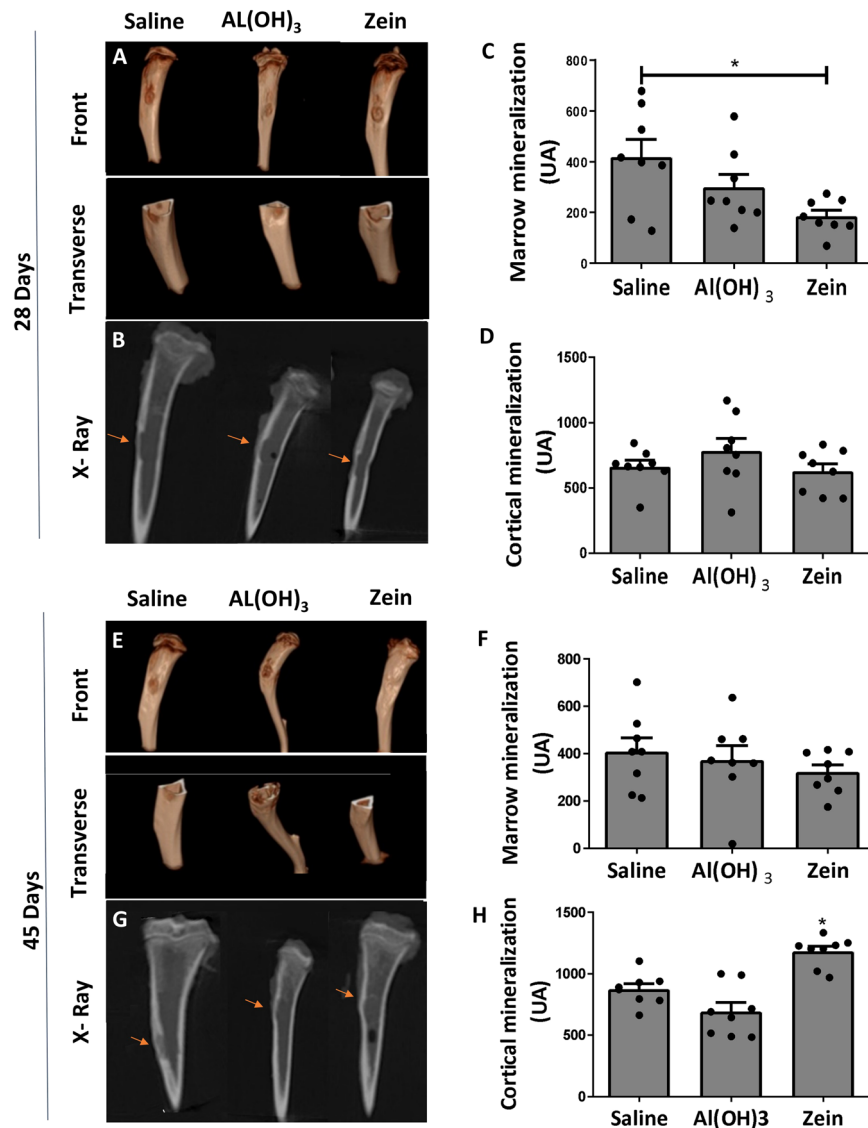 Saline AL(OH)3 Zein
28 Days
A
Front
Transverse
B
X- Ray
C
*
Marrow mineralization
(UA)
800
600
400
200
0
Saline Al(OH) 3 Zein
D
Cortical mineralization
(UA)
1500
1000
500
0
Saline Al(OH) 3 Zein
Saline AL(OH)3 Zein
45 Days
E
Front
Transverse
G
X- Ray
F
Marrow mineralization
(UA)
800
600
400
200
0
Saline Al(OH) 3 Zein
H
*
Cortical mineralization
(UA)
1500
1000
500
0
Saline Al(OH)3 Zein